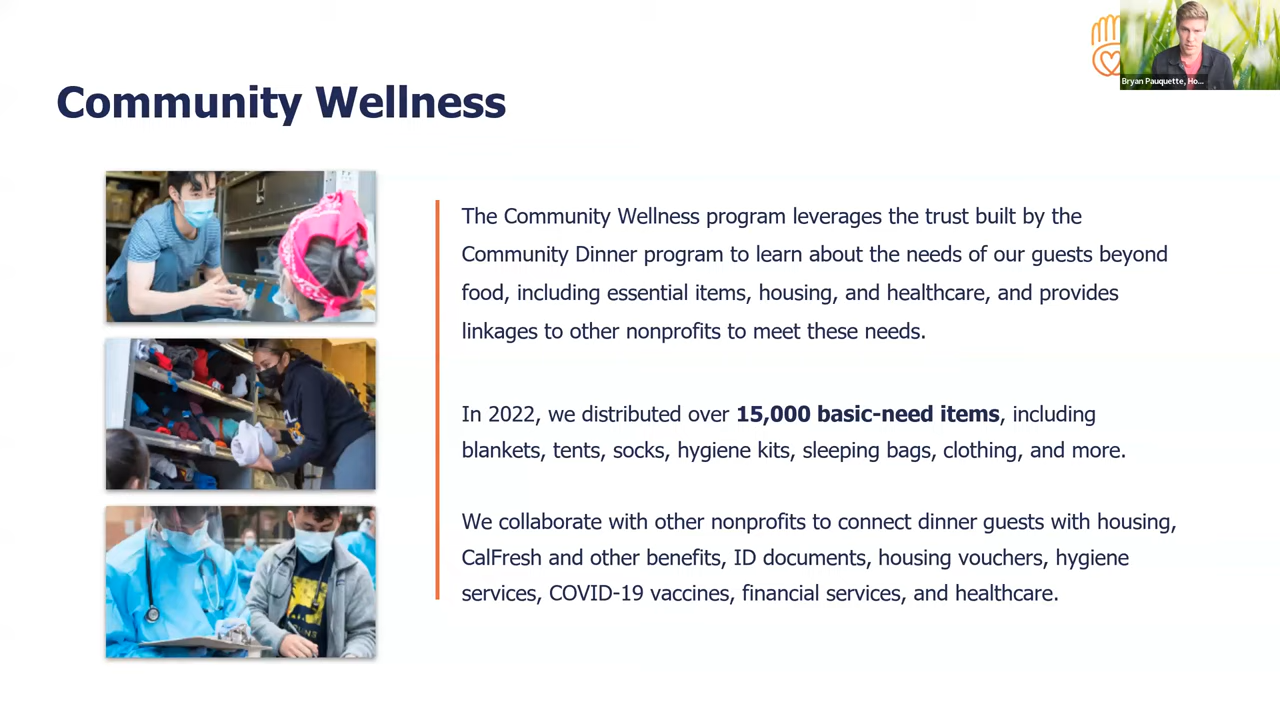 Bryan Pauquette, Ho...
Community Wellness
The Community Wellness program leverages the trust built by the
Community Dinner program to learn about the needs of our guests beyond
food, including essential items, housing, and healthcare, and provides
linkages to other nonprofits to meet these needs.
In 2022, we distributed over 15,000 basic-need items, including
blankets, tents, socks, hygiene kits, sleeping bags, clothing, and more.
We collaborate with other nonprofits to connect dinner guests with housing,
CalFresh and other benefits, ID documents, housing vouchers, hygiene
services, COVID-19 vaccines, financial services, and healthcare.